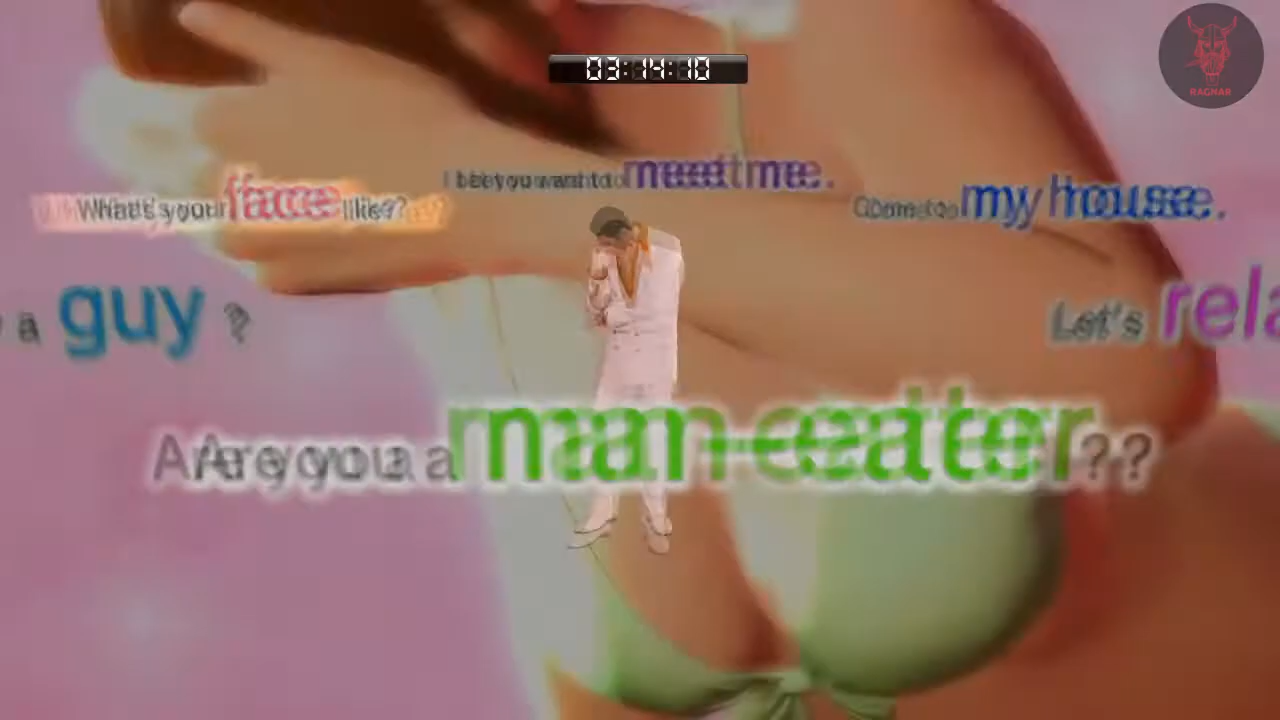 03:14:10
RAGNAR
I bet you want to meet me.
What's your face like?
Come to my house.
a guy ?
Let's rela
Are you a man-eater??